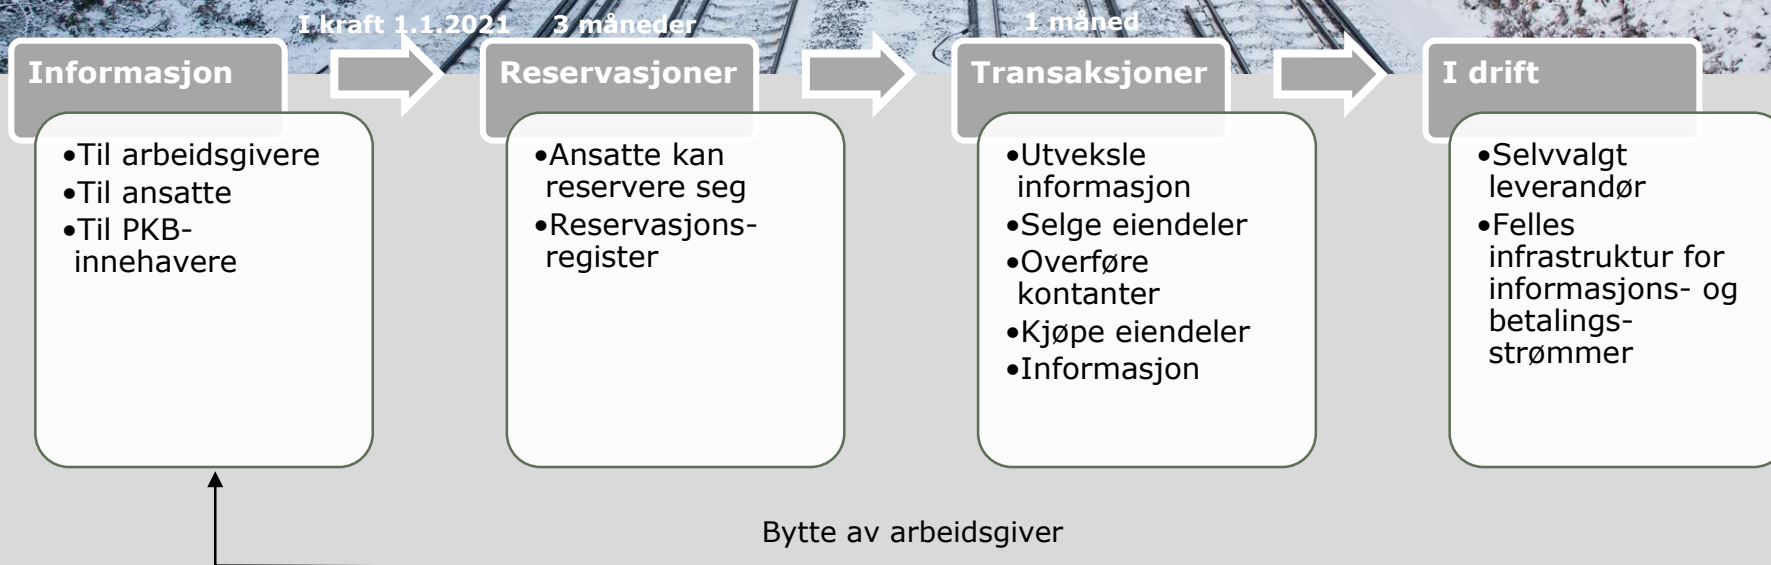 I kraft 1.1.2021
3 måneder
1 måned
Informasjon
•Til arbeidsgivere
•Til ansatte
•Til PKB-
innehavere
Reservasjoner
•Ansatte kan
reservere seg
•Reservasjons-
register
Transaksjoner
•Utveksle
informasjon
•Selge eiendeler
•Overføre
kontanter
•Kjøpe eiendeler
•Informasjon
I drift
•Selvvalgt
leverandør
•Felles
infrastruktur for
informasjons- og
betalings-
strømmer
Bytte av arbeidsgiver